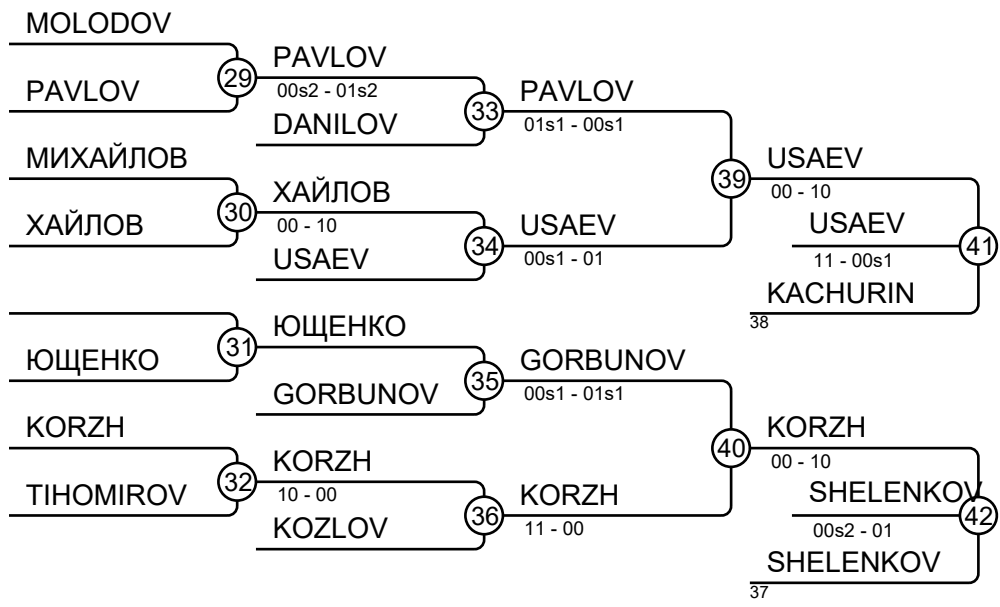 MOLODOV
29
PAVLOV
00s2 - 01s2
PAVLOV
DANILOV
33
PAVLOV
01s1 - 00s1
МИХАЙЛОВ
30
ХАЙЛОВ
00 - 10
ХАЙЛОВ
USAEV
34
USAEV
00s1 - 01
39
USAEV
00 - 10
USAEV
11 - 00s1
41
KACHURIN
38
31
ЮЩЕНКО
ЮЩЕНКО
GORBUNOV
35
GORBUNOV
00s1 - 01s1
KORZH
32
KORZH
10 - 00
TIHOMIROV
KOZLOV
36
KORZH
11 - 00
40
KORZH
00 - 10
SHELENKOV
00s2 - 01
42
SHELENKOV
37